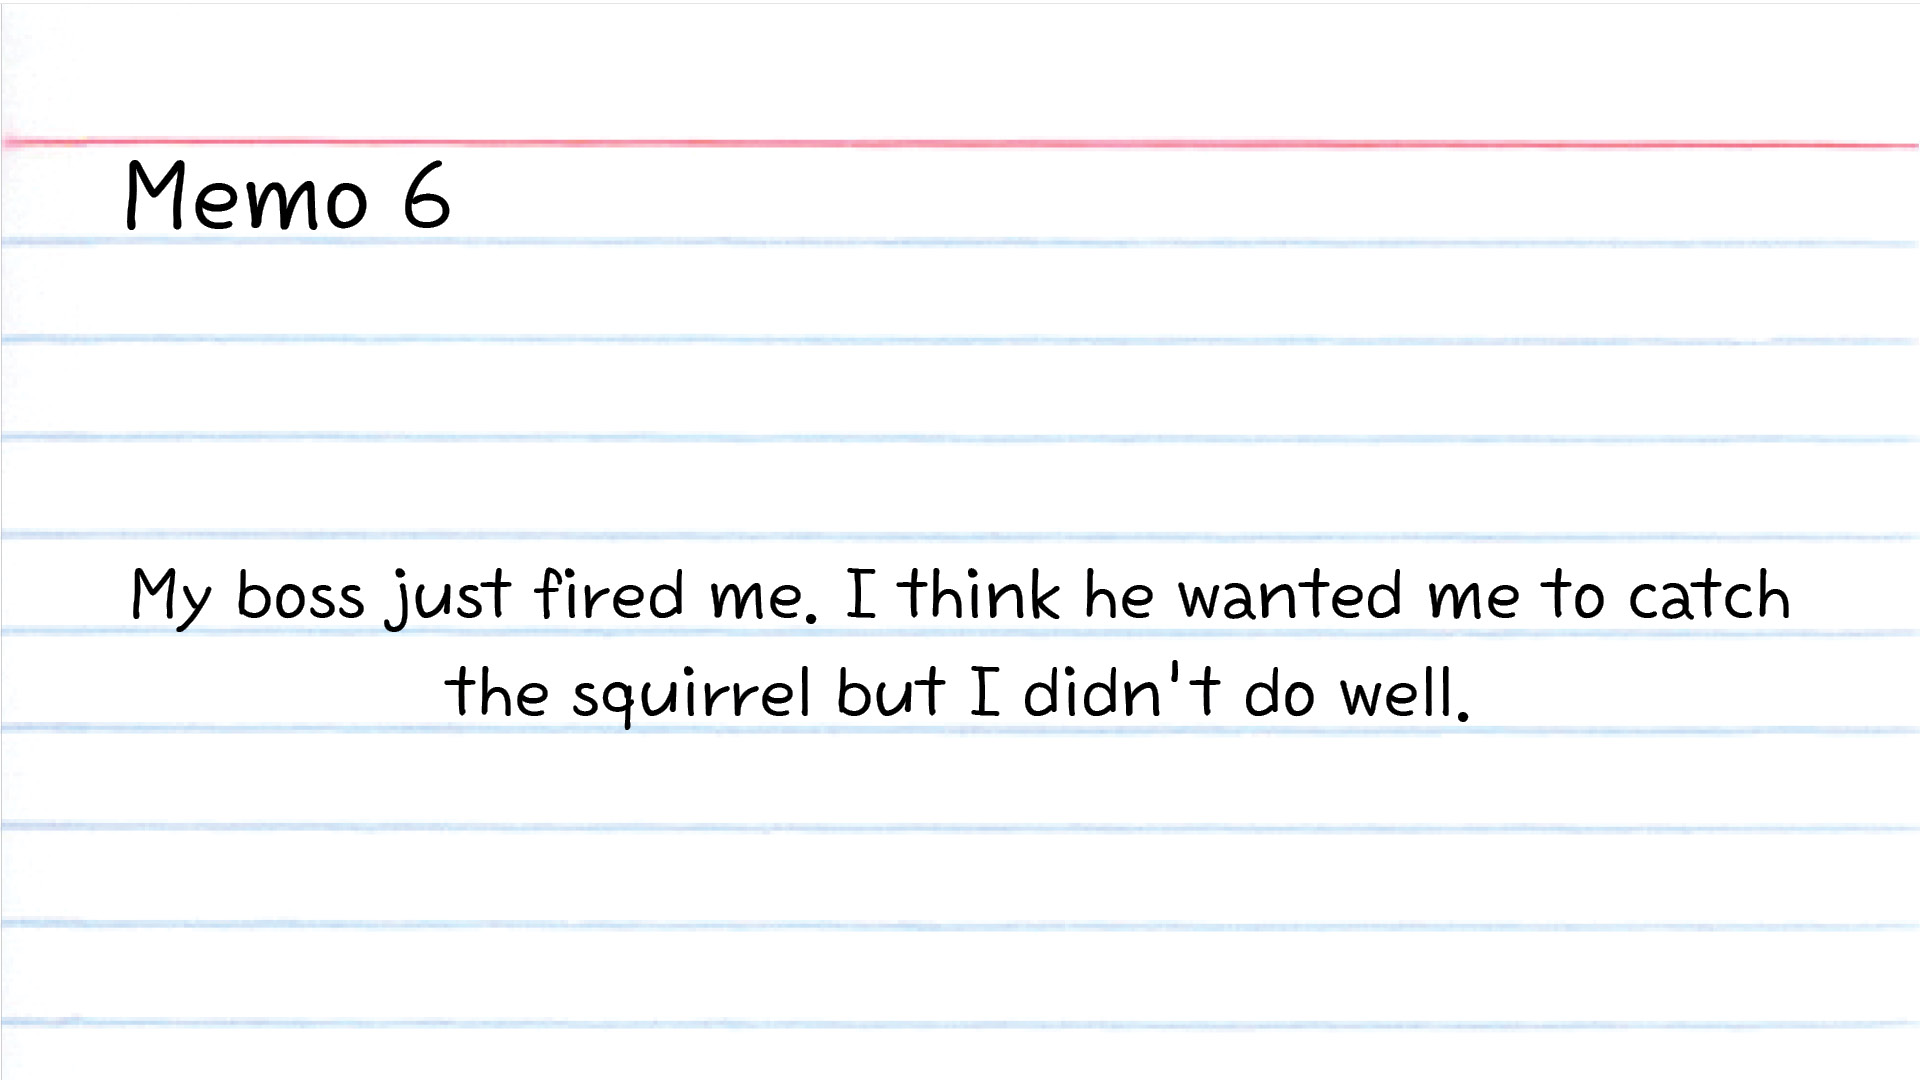 Memo 6
My boss just fired me. I think he wanted me to catch
the squirrel but I didn't do well.